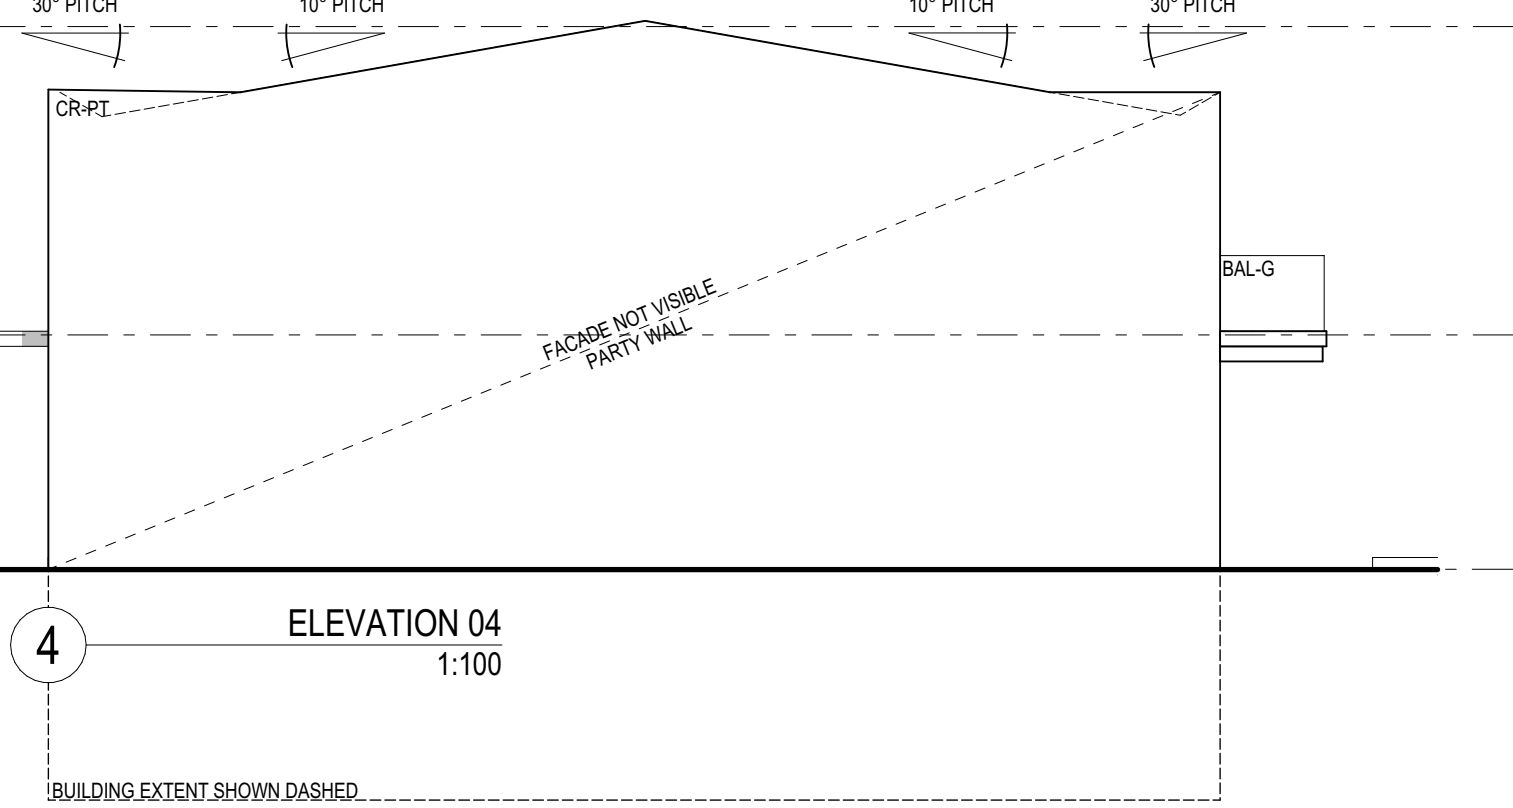 30° PITCH
10° PITCH
10° PITCH
30° PITCH
CR-PT
BAL-G
FACADE NOT VISIBLE
PARTY WALL
4
ELEVATION 04
1:100
BUILDING EXTENT SHOWN DASHED